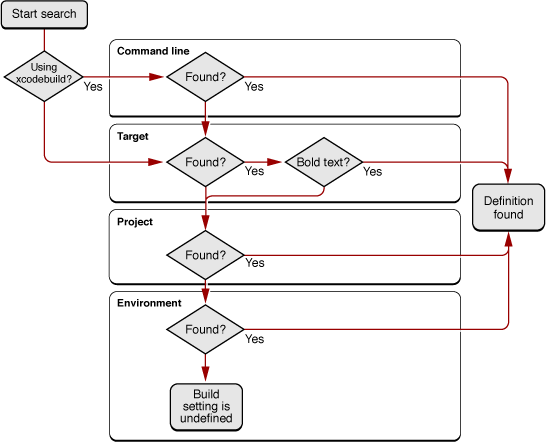 Start search
Using
xcodebuild?
Yes
Command line
Found?
Yes
Target
Found?
Yes
Bold text?
Yes
Definition
found
Project
Found?
Yes
Environment
Found?
Yes
Build
setting is
undefined